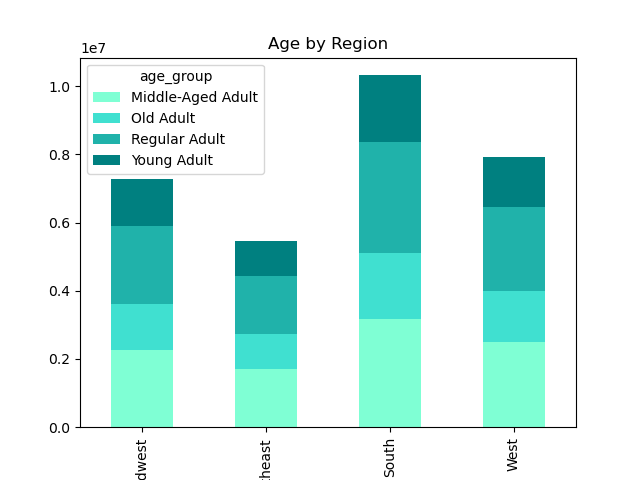 Age by Region
1e7
age_group
Middle-Aged Adult
Old Adult
Regular Adult
Young Adult
1.0
0.8
0.6
0.4
0.2
0.0
dwest
heast
South
West